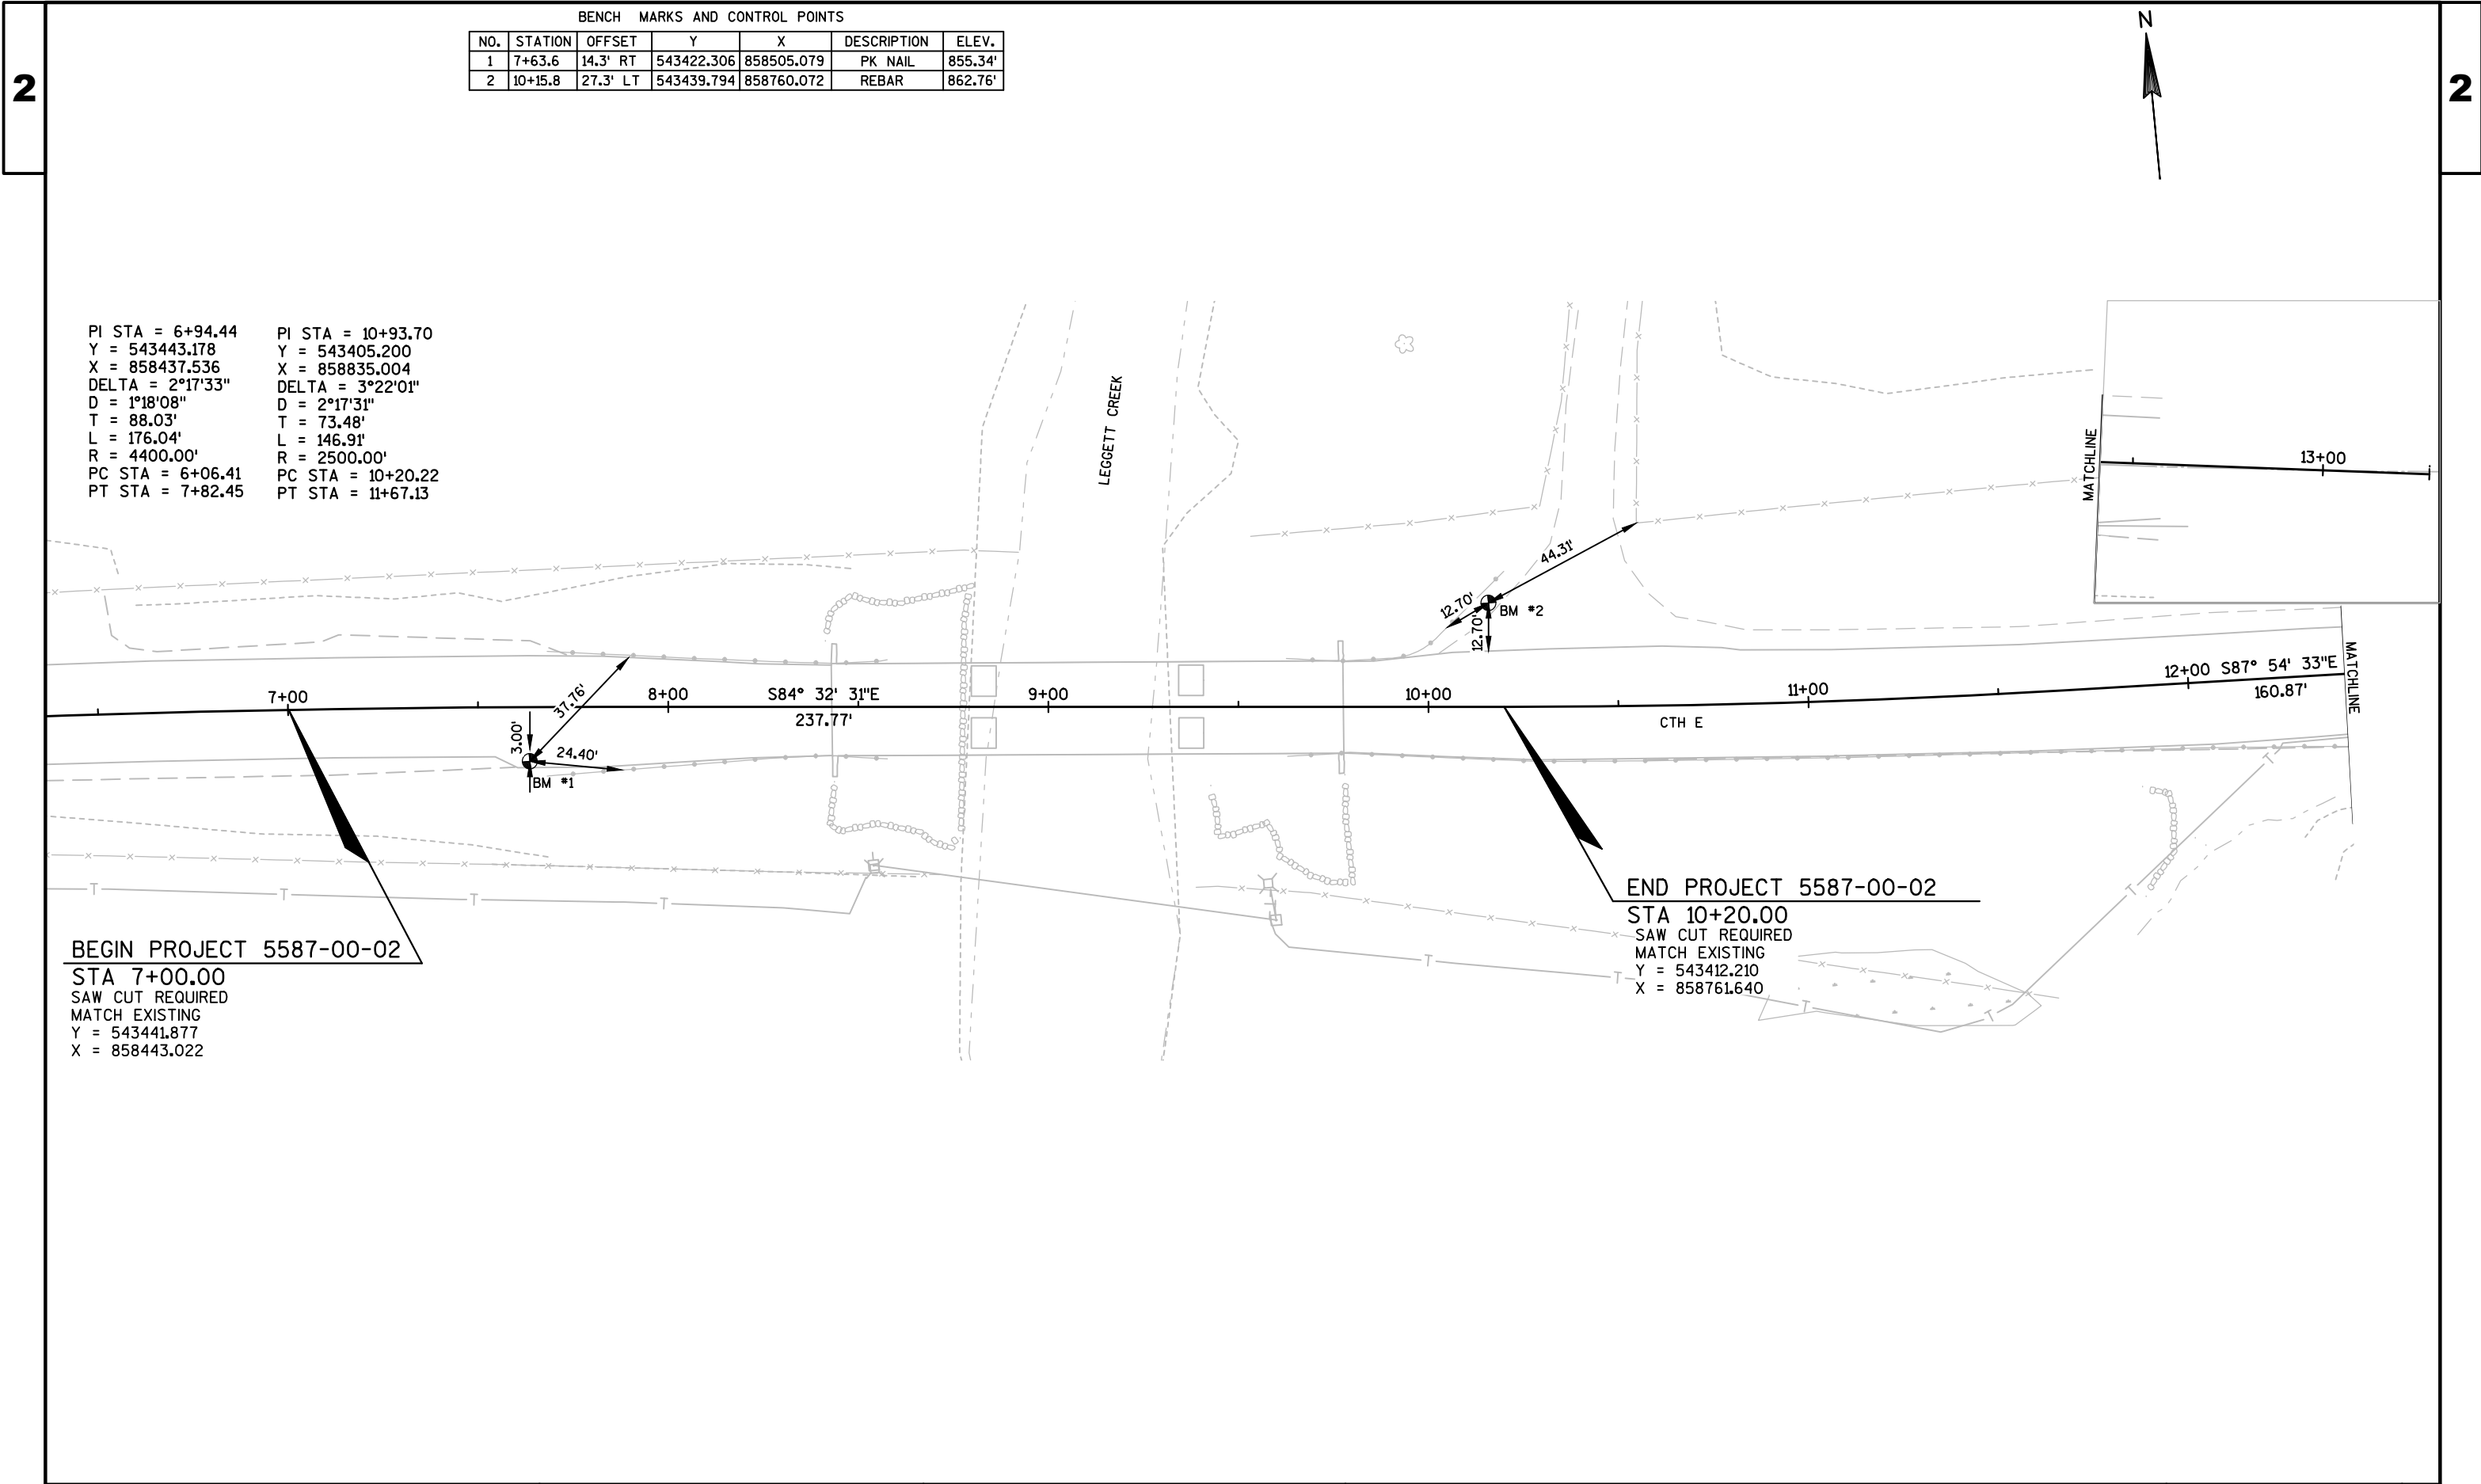 2
2
BENCH MARKS AND CONTROL POINTS
NO. STATION OFFSET Y X DESCRIPTION ELEV.
1 7+63.6 14.3' RT 543422.306 858505.079 PK NAIL 855.34'
2 10+15.8 27.3' LT 543439.794 858760.072 REBAR 862.76'
N
PI STA = 6+94.44
Y = 543443.178
X = 858437.536
DELTA = 2°17'33"
D = 1°18'08"
T = 88.03'
L = 176.04'
R = 4400.00'
PC STA = 6+06.41
PT STA = 7+82.45
PI STA = 10+93.70
Y = 543405.200
X = 858835.004
DELTA = 3°22'01"
D = 2°17'31"
T = 73.48'
L = 146.91'
R = 2500.00'
PC STA = 10+20.22
PT STA = 11+67.13
LEGGETT CREEK
MATCHLINE
13+00
44.31'
12.70'
BM #2
12.70'
MATCHLINE
7+00
37.76'
8+00
S84° 32' 31"E
237.77'
9+00
10+00
11+00
12+00 S87° 54' 33"E
160.87'
CTH E
3.00'
24.40'
BM #1
T T T T
T T T T T T
BEGIN PROJECT 5587-00-02
STA 7+00.00
SAW CUT REQUIRED
MATCH EXISTING
Y = 543441.877
X = 858443.022
END PROJECT 5587-00-02
STA 10+20.00
SAW CUT REQUIRED
MATCH EXISTING
Y = 543412.210
X = 858761.640